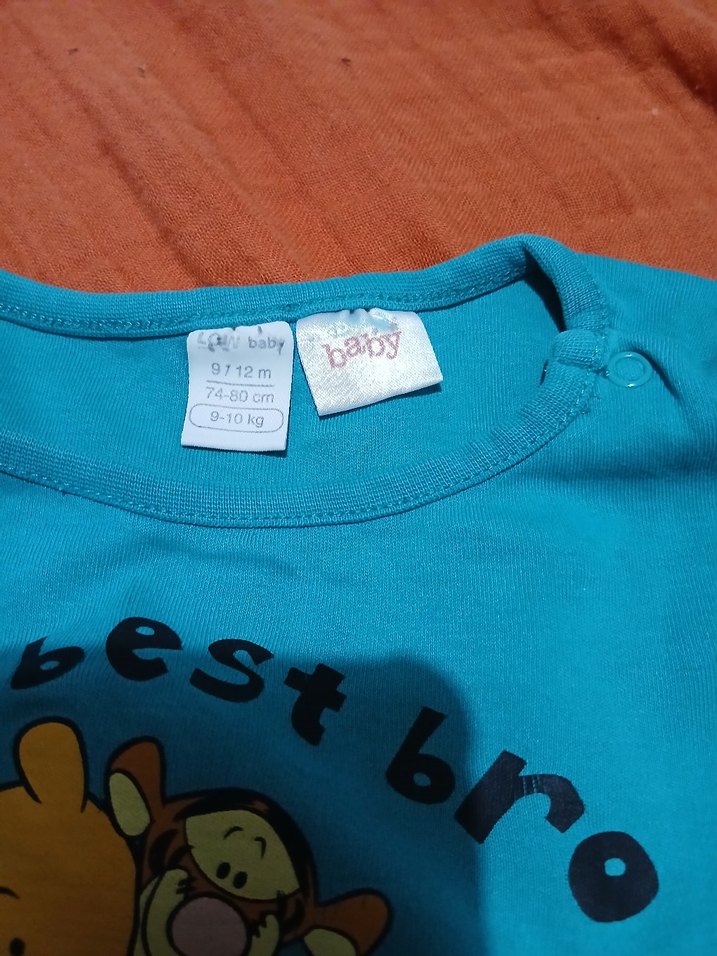 baby
9/12 m
74-80 cm
9-10 kg
baby
best bro